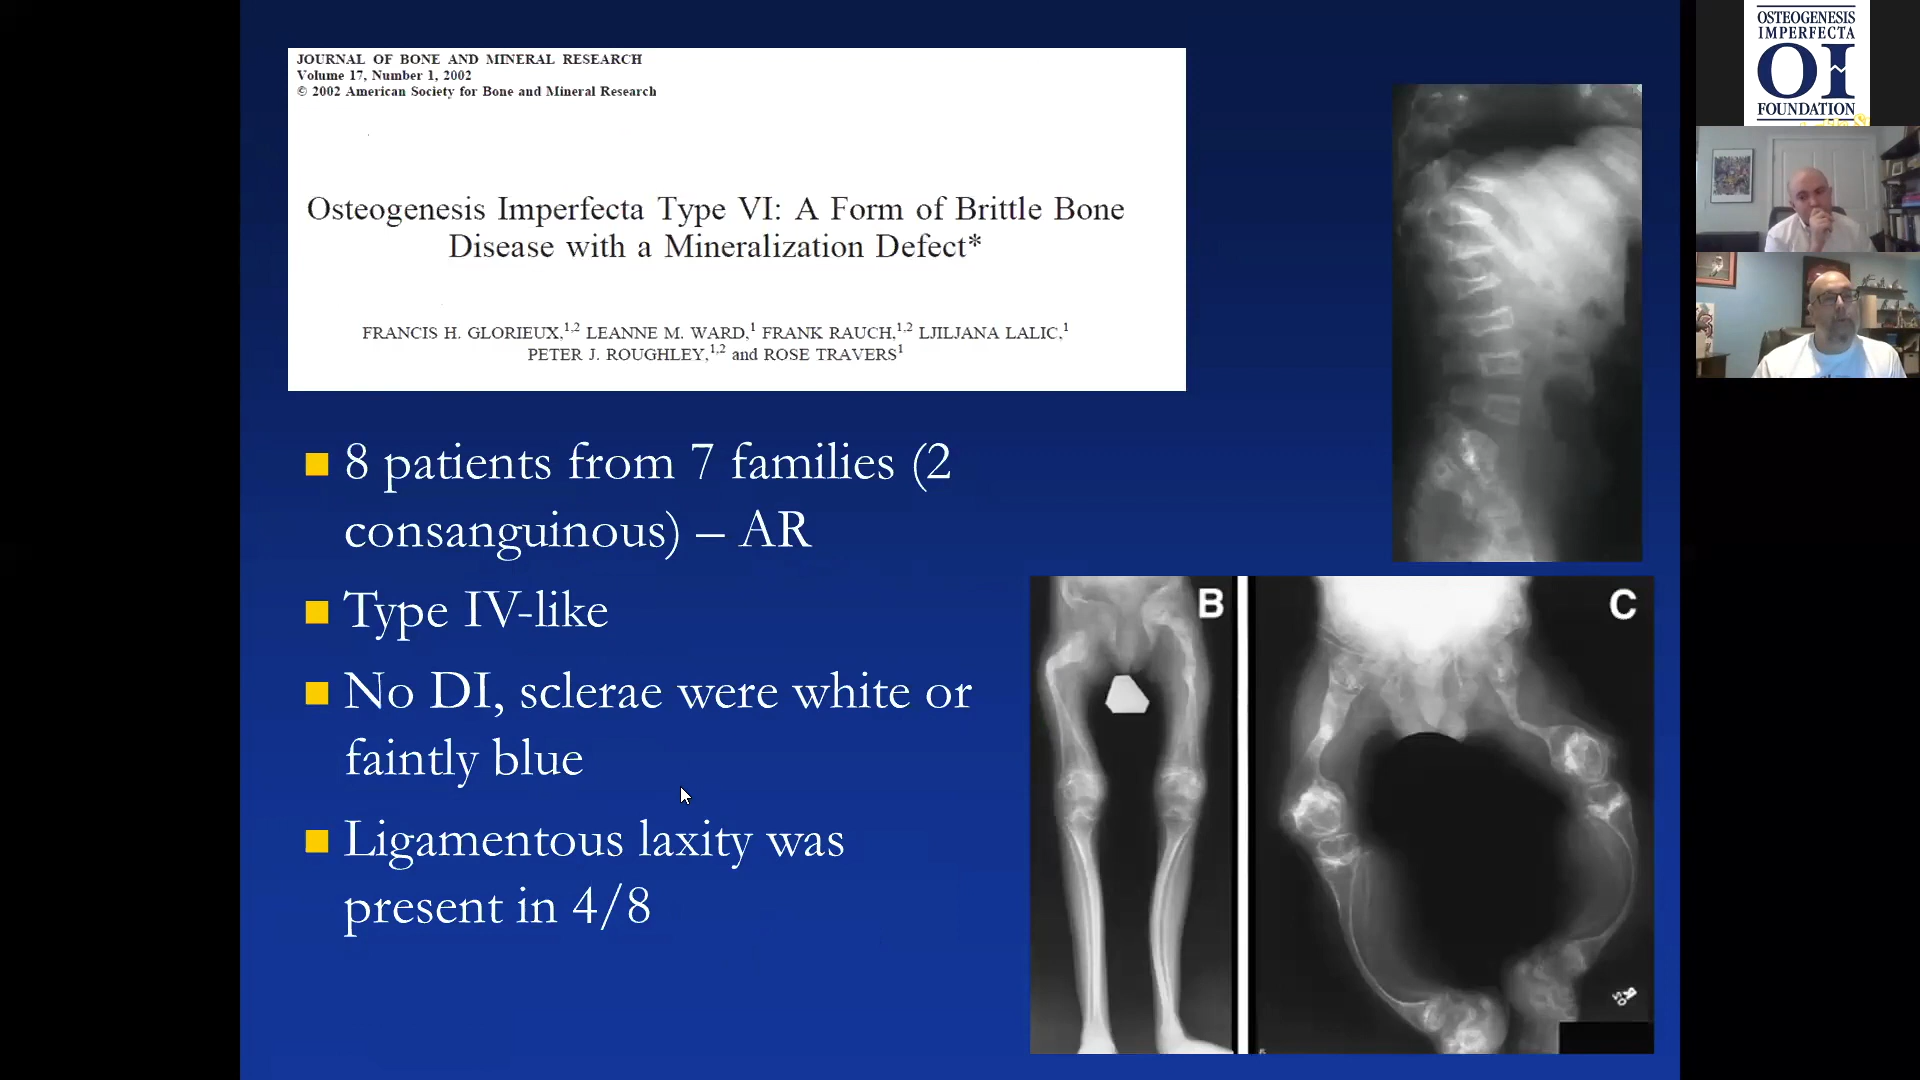 JOURNAL OF BONE AND MINERAL RESEARCH
Volume 17, Number 1, 2002
© 2002 American Society for Bone and Mineral Research
Osteogenesis Imperfecta Type VI: A Form of Brittle Bone
Disease with a Mineralization Defect*
FRANCIS H. GLORIEUX,1,2 LEANNE M. WARD,1 FRANK RAUCH,1,2 LJILJANA LALIC,1
PETER J. ROUGHLEY,1,2 and ROSE TRAVERS1
8 patients from 7 families (2
consanguinous) – AR
Type IV-like
No DI, sclerae were white or
faintly blue
Ligamentous laxity was
present in 4/8
B
C
OSTEOGENESIS
IMPERFECTA
OI
FOUNDATION